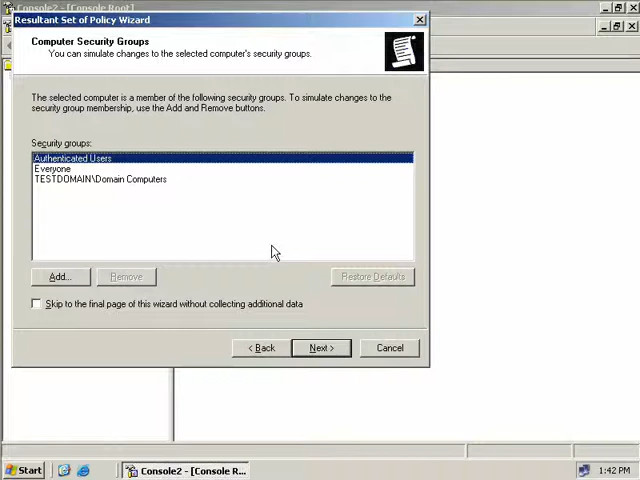 Console2 - [Console Root]
Resultant Set of Policy Wizard
Computer Security Groups
You can simulate changes to the selected computer's security groups.
The selected computer is a member of the following security groups. To simulate changes to the
security group membership, use the Add and Remove buttons.
Security groups:
Authenticated Users
Everyone
TESTDOMAIN\Domain Computers
Add... Remove Restore Defaults
Skip to the final page of this wizard without collecting additional data
< Back Next > Cancel
Start Console2 - [Console R... 1:42 PM